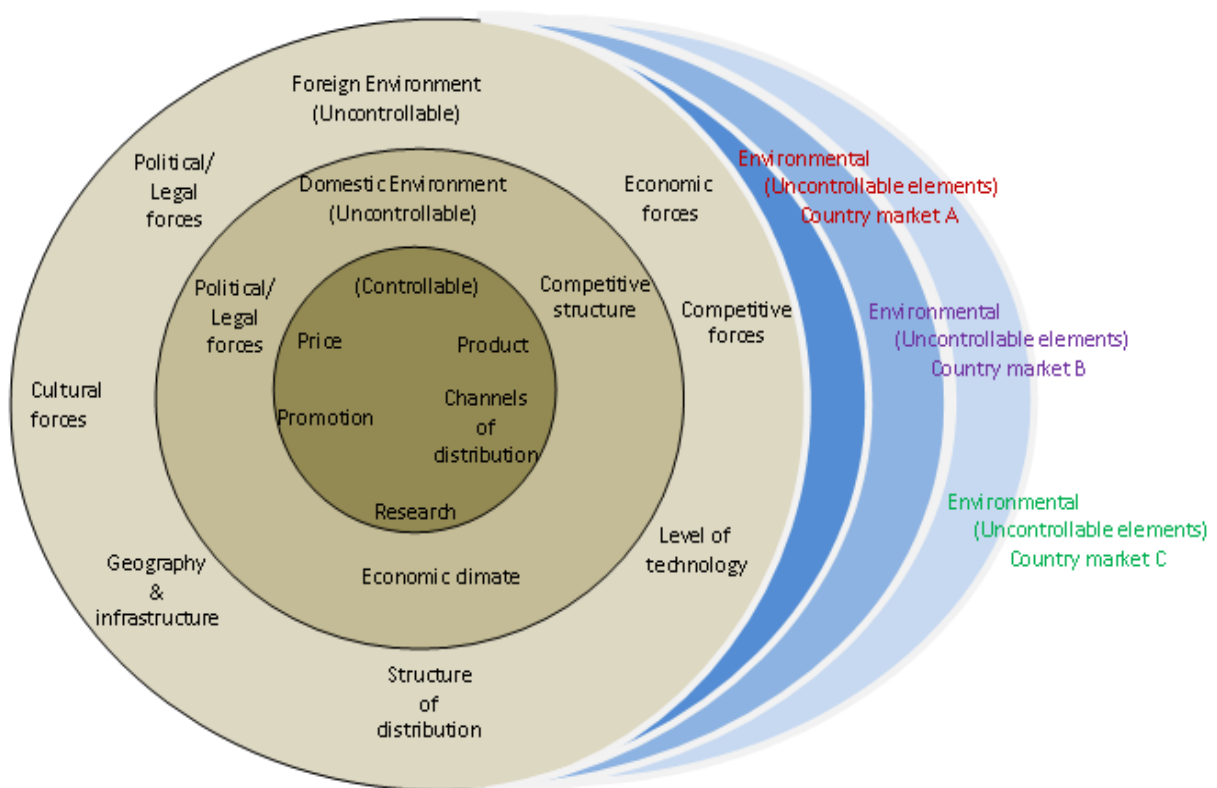 Foreign Environment
(Uncontrollable)
Political/
Legal
forces
Domestic Environment
(Uncontrollable)
Economic
forces
Environmental
(Uncontrollable elements)
Country market A
Political/
Legal
forces
(Controllable)
Competitive
structure
Competitive
forces
Price
Product
Environmental
(Uncontrollable elements)
Country market B
Cultural
forces
Promotion
Channels
of
distribution
Research
Environmental
(Uncontrollable elements)
Country market C
Level of
technology
Geography
&
infrastructure
Economic climate
Structure
of
distribution